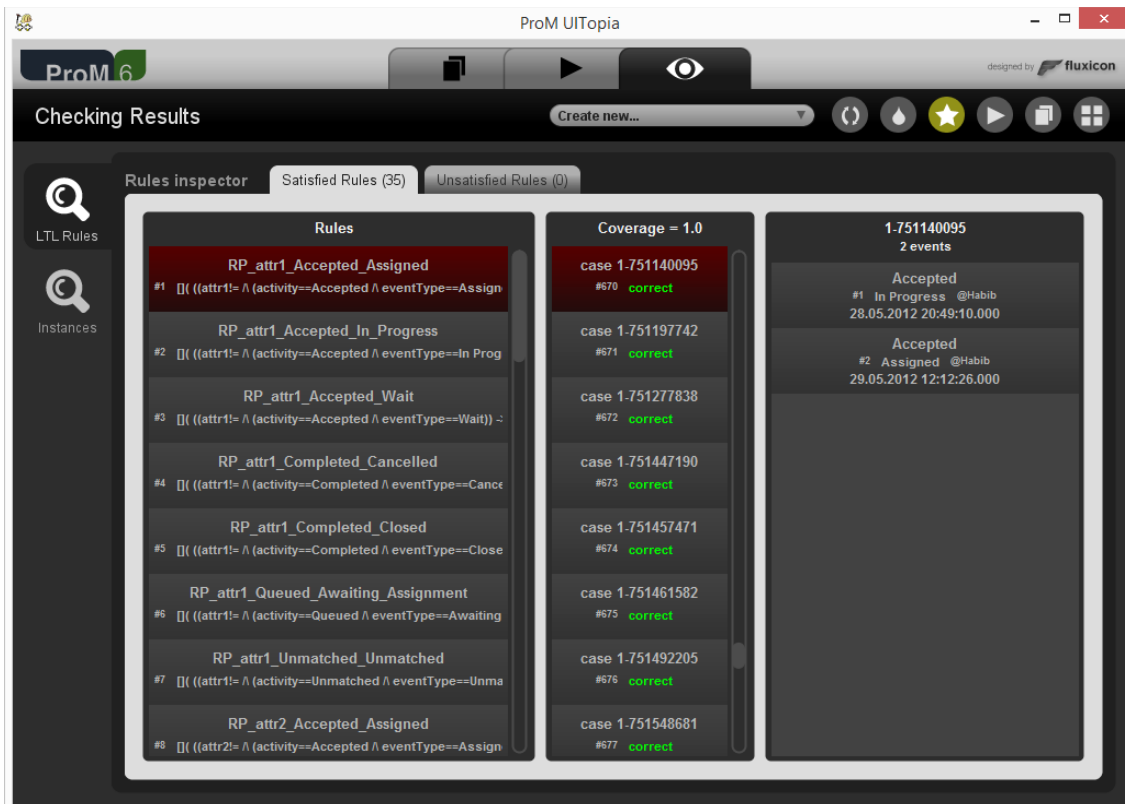 ProM UITopia
ProM 6
designed by fluxicon
Checking Results
Create new...
LTL Rules
Instances
Rules inspector
Satisfied Rules (35)
Unsatisfied Rules (0)
Rules
RP_attr1_Accepted_Assigned
#1 []( ((attr1!= /\ (activity==Accepted /\ eventType==Assign
RP_attr1_Accepted_In_Progress
#2 []( ((attr1!= /\ (activity==Accepted /\ eventType==In Prog
RP_attr1_Accepted_Wait
#3 []( ((attr1!= /\ (activity==Accepted /\ eventType==Wait)) ->
RP_attr1_Completed_Cancelled
#4 []( ((attr1!= /\ (activity==Completed /\ eventType==Cance
RP_attr1_Completed_Closed
#5 []( ((attr1!= /\ (activity==Completed /\ eventType==Close
RP_attr1_Queued_Awaiting_Assignment
#6 []( ((attr1!= /\ (activity==Queued /\ eventType==Awaiting
RP_attr1_Unmatched_Unmatched
#7 []( ((attr1!= /\ (activity==Unmatched /\ eventType==Unma
RP_attr2_Accepted_Assigned
#8 []( ((attr2!= /\ (activity==Accepted /\ eventType==Assign
Coverage = 1.0
case 1-751140095
#670 correct
case 1-751197742
#671 correct
case 1-751277838
#672 correct
case 1-751447190
#673 correct
case 1-751457471
#674 correct
case 1-751461582
#675 correct
case 1-751492205
#676 correct
case 1-751548681
#677 correct
1-751140095
2 events
Accepted
#1 In Progress @Habib
28.05.2012 20:49:10.000
Accepted
#2 Assigned @Habib
29.05.2012 12:12:26.000